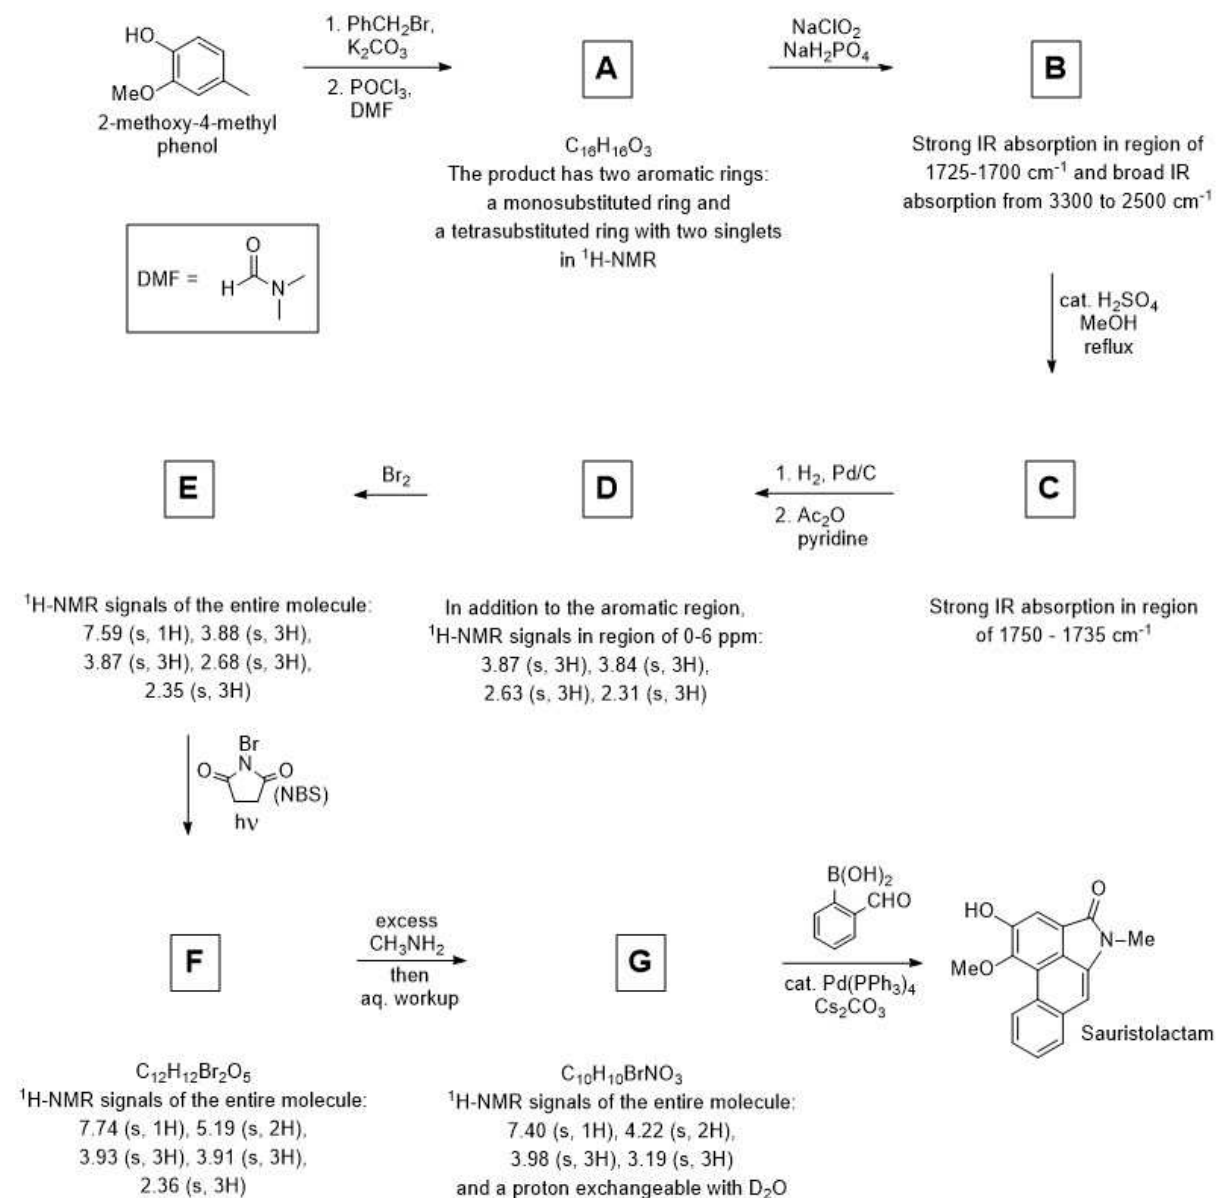 HO
MeO
2-methoxy-4-methyl
phenol
1. PhCH₂Br,
K₂CO₃
2. POCl₃,
DMF
A
C₁₆H₁₆O₃
The product has two aromatic rings:
a monosubstituted ring and
a tetrasubstituted ring with two singlets
in ¹H-NMR
NaClO₂
NaH₂PO₄
B
Strong IR absorption in region of
1725-1700 cm⁻¹ and broad IR
absorption from 3300 to 2500 cm⁻¹
DMF =
O
H
N
cat. H₂SO₄
MeOH
reflux
E
Br₂
D
1. H₂, Pd/C
2. Ac₂O
pyridine
C
¹H-NMR signals of the entire molecule:
7.59 (s, 1H), 3.88 (s, 3H),
3.87 (s, 3H), 2.68 (s, 3H),
2.35 (s, 3H)
In addition to the aromatic region,
¹H-NMR signals in region of 0-6 ppm:
3.87 (s, 3H), 3.84 (s, 3H),
2.63 (s, 3H), 2.31 (s, 3H)
Strong IR absorption in region
of 1750 - 1735 cm⁻¹
Br
N
O
O
(NBS)
hν
F
excess
CH₃NH₂
then
aq. workup
G
B(OH)₂
CHO
cat. Pd(PPh₃)₄
Cs₂CO₃
O
HO
N-Me
MeO
Sauristolactam
C₁₂H₁₂Br₂O₅
¹H-NMR signals of the entire molecule:
7.74 (s, 1H), 5.19 (s, 2H),
3.93 (s, 3H), 3.91 (s, 3H),
2.36 (s, 3H)
C₁₀H₁₀BrNO₃
¹H-NMR signals of the entire molecule:
7.40 (s, 1H), 4.22 (s, 2H),
3.98 (s, 3H), 3.19 (s, 3H)
and a proton exchangeable with D₂O